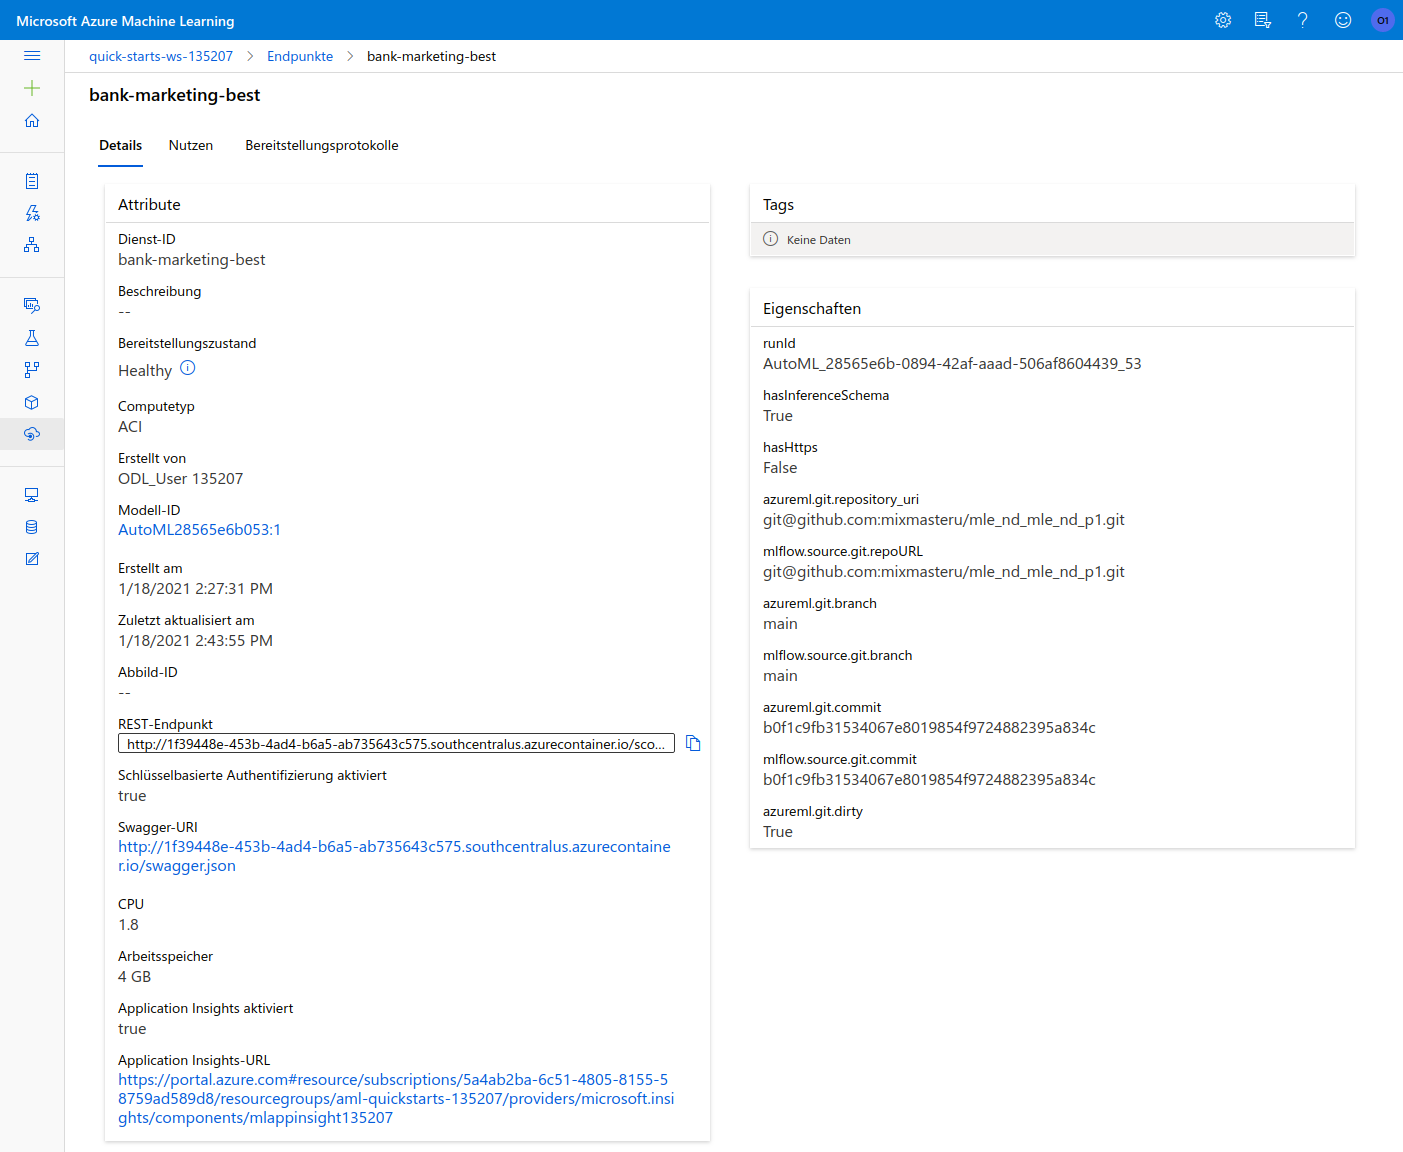 Microsoft Azure Machine Learning
O1
quick-starts-ws-135207 > Endpunkte > bank-marketing-best
bank-marketing-best
Details Nutzen Bereitstellungsprotokolle
Attribute
Dienst-ID
bank-marketing-best
Beschreibung
--
Bereitstellungszustand
Healthy
Computetyp
ACI
Erstellt von
ODL_User 135207
Modell-ID
AutoML28565e6b053:1
Erstellt am
1/18/2021 2:27:31 PM
Zuletzt aktualisiert am
1/18/2021 2:43:55 PM
Abbild-ID
--
REST-Endpunkt
http://1f39448e-453b-4ad4-b6a5-ab735643c575.southcentralus.azurecontainer.io/sco...
Schlüsselbasierte Authentifizierung aktiviert
true
Swagger-URI
http://1f39448e-453b-4ad4-b6a5-ab735643c575.southcentralus.azurecontaine
r.io/swagger.json
CPU
1.8
Arbeitsspeicher
4 GB
Application Insights aktiviert
true
Application Insights-URL
https://portal.azure.com#resource/subscriptions/5a4ab2ba-6c51-4805-8155-5
8759ad589d8/resourcegroups/aml-quickstarts-135207/providers/microsoft.insi
ghts/components/mlappinsight135207
Tags
Keine Daten
Eigenschaften
runId
AutoML_28565e6b-0894-42af-aaad-506af8604439_53
hasInferenceSchema
True
hasHttps
False
azureml.git.repository_uri
git@github.com:mixmasteru/mle_nd_mle_nd_p1.git
mlflow.source.git.repoURL
git@github.com:mixmasteru/mle_nd_mle_nd_p1.git
azureml.git.branch
main
mlflow.source.git.branch
main
azureml.git.commit
b0f1c9fb31534067e8019854f9724882395a834c
mlflow.source.git.commit
b0f1c9fb31534067e8019854f9724882395a834c
azureml.git.dirty
True